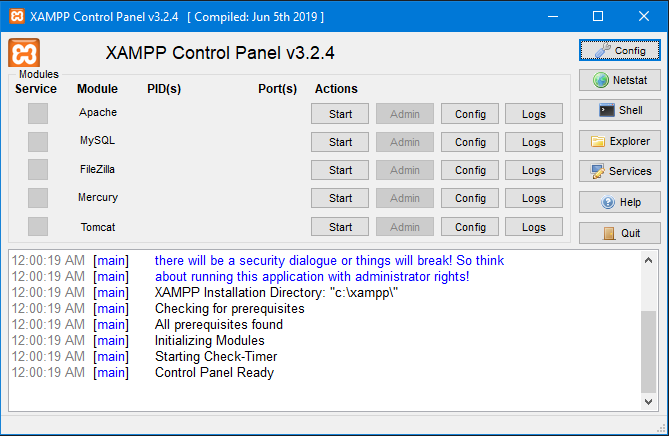 XAMPP Control Panel v3.2.4   [ Compiled: Jun 5th 2019 ]
XAMPP Control Panel v3.2.4
Config
Netstat
Shell
Explorer
Services
Help
Quit
Modules
Service Module PID(s) Port(s) Actions
Apache Start Admin Config Logs
MySQL Start Admin Config Logs
FileZilla Start Admin Config Logs
Mercury Start Admin Config Logs
Tomcat Start Admin Config Logs
12:00:19 AM [main] there will be a security dialogue or things will break! So think
12:00:19 AM [main] about running this application with administrator rights!
12:00:19 AM [main] XAMPP Installation Directory: "c:\xampp\"
12:00:19 AM [main] Checking for prerequisites
12:00:19 AM [main] All prerequisites found
12:00:19 AM [main] Initializing Modules
12:00:19 AM [main] Starting Check-Timer
12:00:19 AM [main] Control Panel Ready